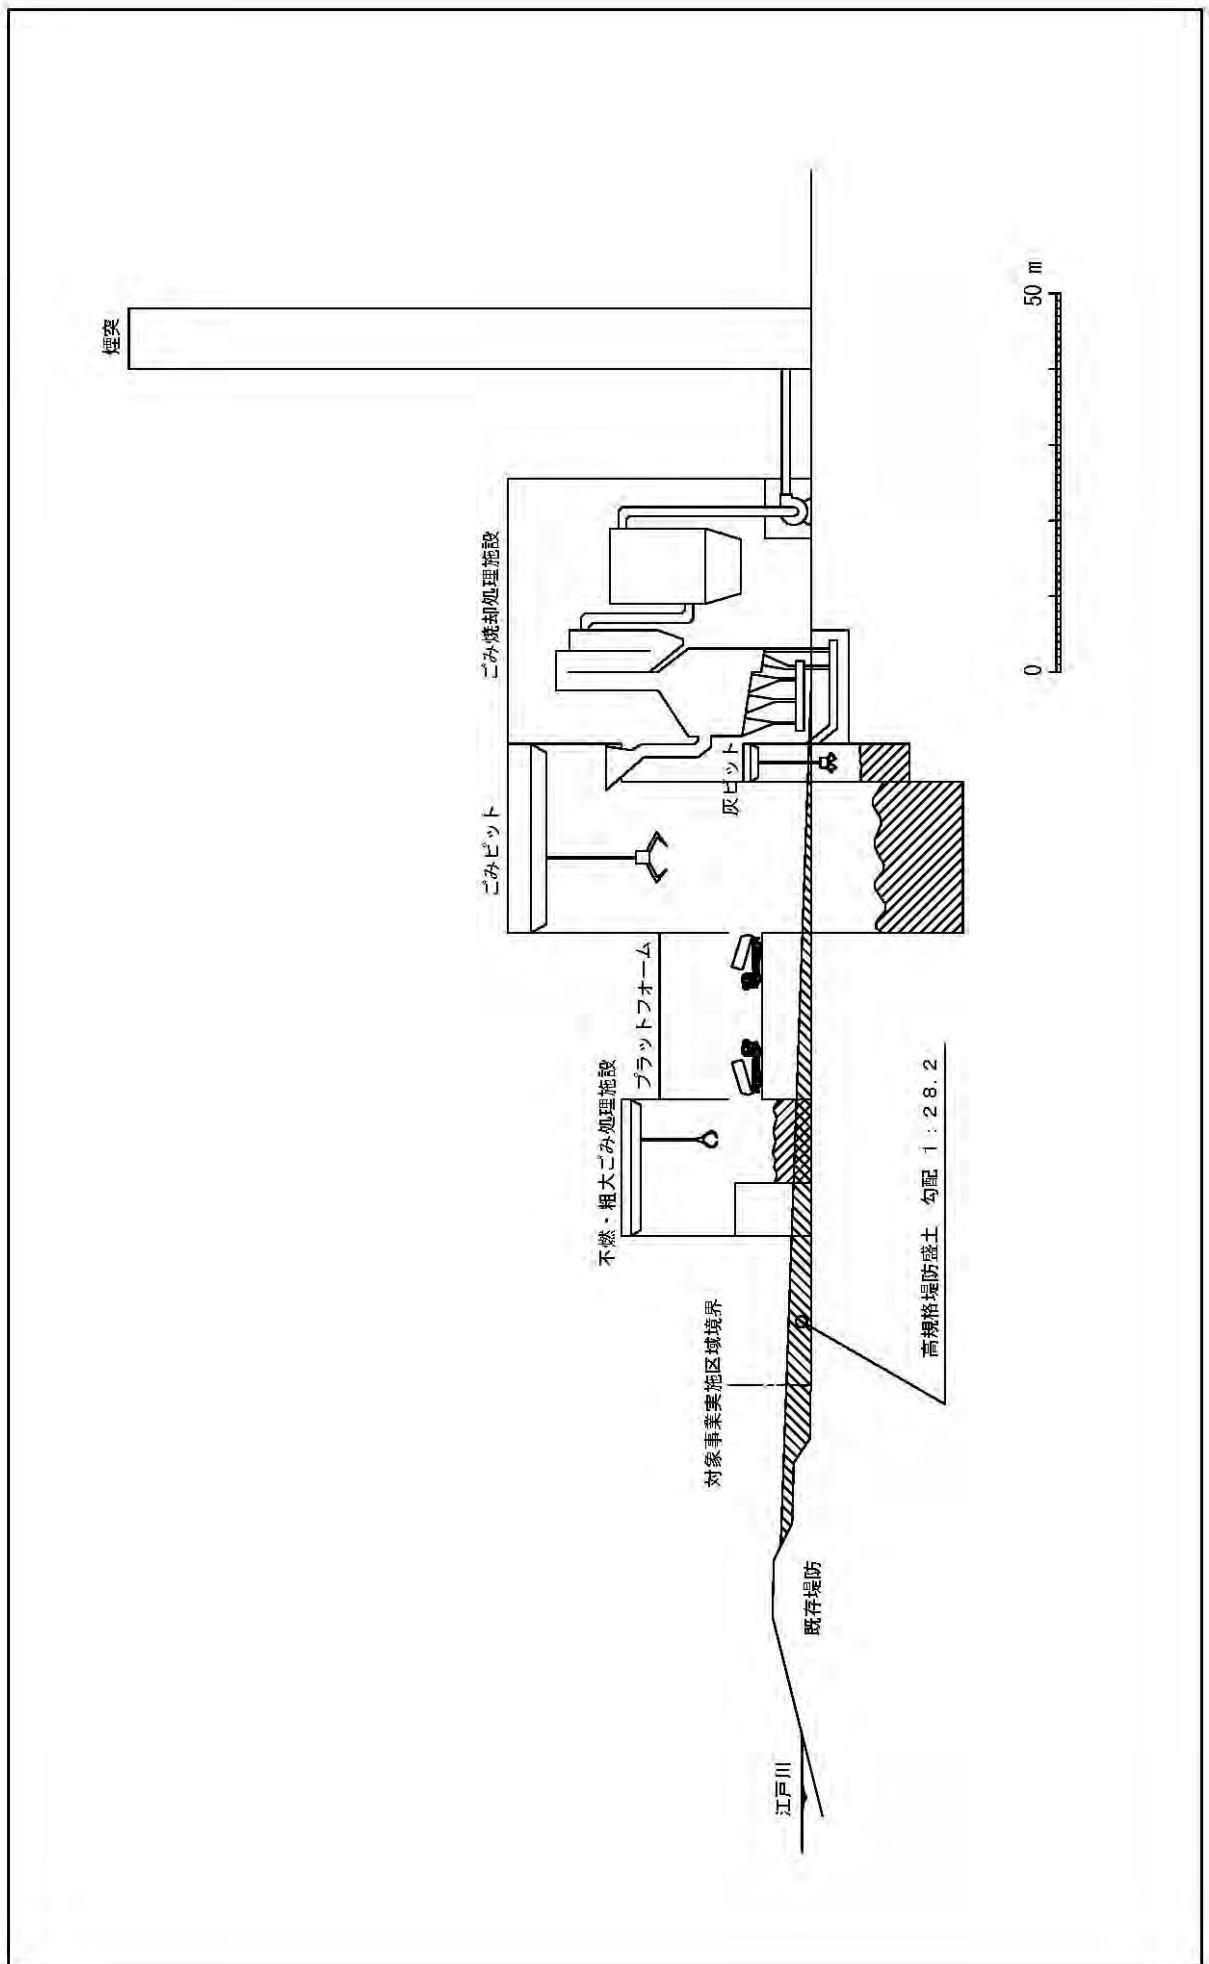 煙突
ごみ焼却処理施設
ごみピット
灰ピット
プラットフォーム
不燃・粗大ごみ処理施設
対象事業実施区域境界
既存堤防
江戸川
高規格堤防盛土 勾配 1:28.2
0
50 m